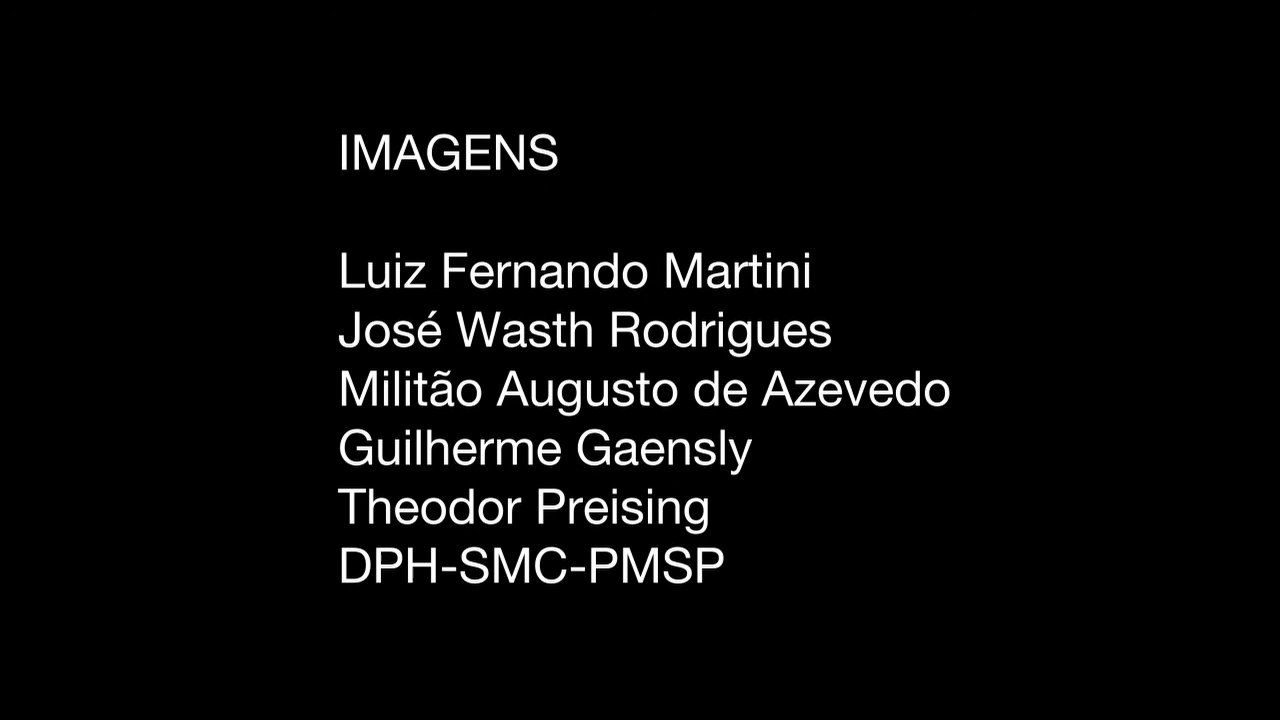 IMAGENS
Luiz Fernando Martini
José Wasth Rodrigues
Militão Augusto de Azevedo
Guilherme Gaensly
Theodor Preising
DPH-SMC-PMSP